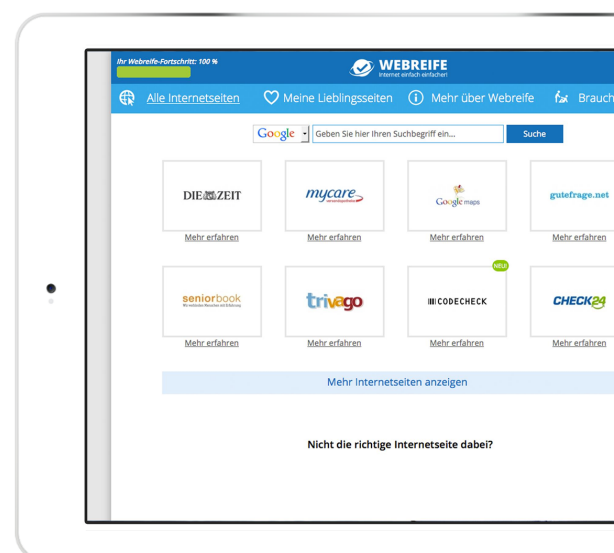 Ihr Webreife-Fortschritt: 100 %
WEBREIFE
Internet einfach einfacher!
Alle Internetseiten
Meine Lieblingsseiten
Mehr über Webreife
Brauch
Google
Geben Sie hier Ihren Suchbegriff ein...
Suche
DIE ZEIT
mycare
versandapotheke
Google maps
gutefrage.net
Mehr erfahren
Mehr erfahren
Mehr erfahren
Mehr erfahren
NEU
seniorbook
trivago
CODECHECK
CHECK24
Mehr erfahren
Mehr erfahren
Mehr erfahren
Mehr erfahren
Mehr Internetseiten anzeigen
Nicht die richtige Internetseite dabei?